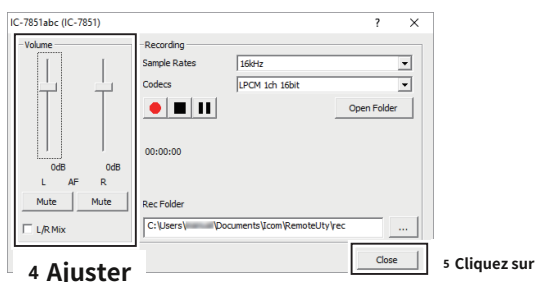 IC-7851abc (IC-7851)
? ×
Volume
Recording
Sample Rates 16kHz
Codecs LPCM 1ch 16bit
Open Folder
00:00:00
0dB 0dB
L AF R
Mute Mute
L/R Mix
Rec Folder
C:\Users\ \Documents\Icom\RemoteUty\rec ...
Close
4 Ajuster
5 Cliquez sur